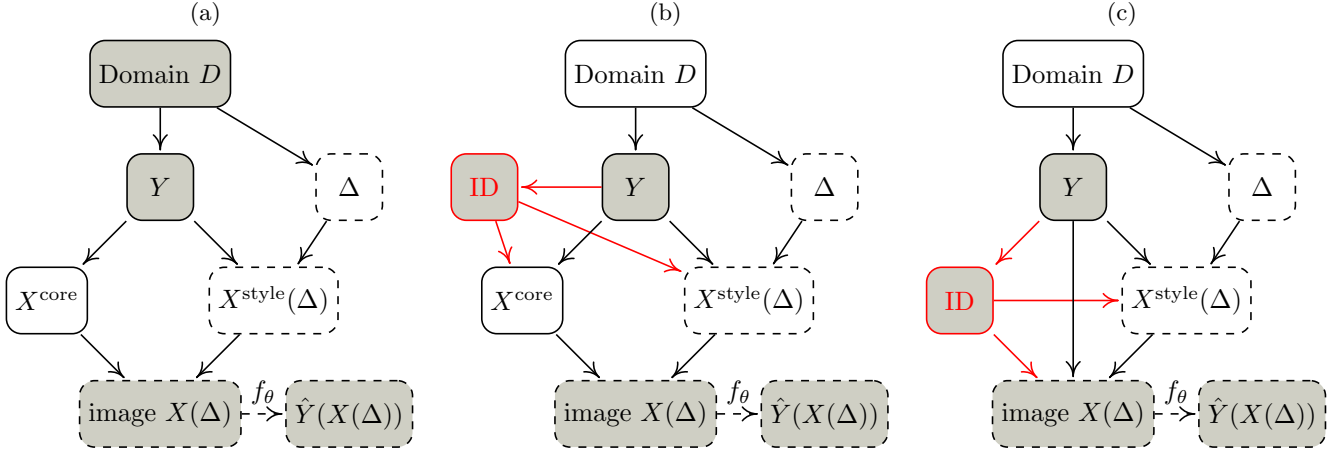 (a) (b) (c)
Domain D Domain D Domain D
Y Δ ID Y Δ Y Δ
X^core X^style(Δ) X^core X^style(Δ) ID X^style(Δ)
image X(Δ) f_θ Ŷ(X(Δ)) image X(Δ) f_θ Ŷ(X(Δ)) image X(Δ) f_θ Ŷ(X(Δ))